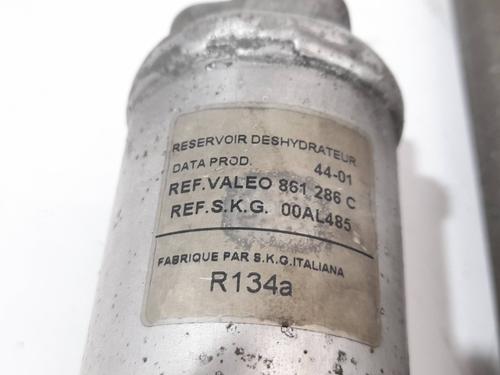 RESERVOIR DESHYDRATEUR
DATA PROD. 44-01
REF.VALEO 861 286 C
REF.S.K.G. 00AL485
FABRIQUE PAR S.K.G.ITALIANA
R134a